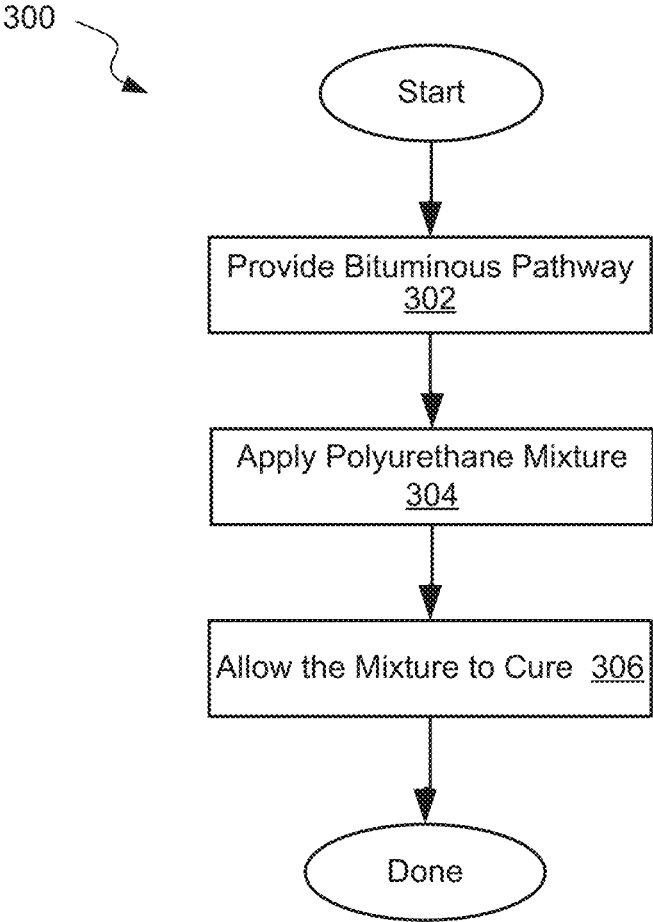 300
Start
Provide Bituminous Pathway
302
Apply Polyurethane Mixture
304
Allow the Mixture to Cure 306
Done